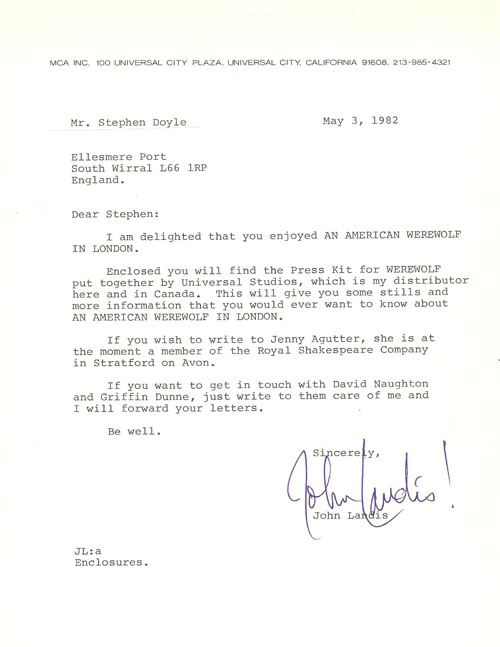 MCA INC. 100 UNIVERSAL CITY PLAZA, UNIVERSAL CITY, CALIFORNIA 91608, 213-985-4321
Mr. Stephen Doyle May 3, 1982
Ellesmere Port
South Wirral L66 1RP
England.
Dear Stephen:
I am delighted that you enjoyed AN AMERICAN WEREWOLF
IN LONDON.
Enclosed you will find the Press Kit for WEREWOLF
put together by Universal Studios, which is my distributor
here and in Canada. This will give you some stills and
more information that you would ever want to know about
AN AMERICAN WEREWOLF IN LONDON.
If you wish to write to Jenny Agutter, she is at
the moment a member of the Royal Shakespeare Company
in Stratford on Avon.
If you want to get in touch with David Naughton
and Griffin Dunne, just write to them care of me and
I will forward your letters.
Be well.
Sincerely,
John Landis!
John Landis
JL:a
Enclosures.